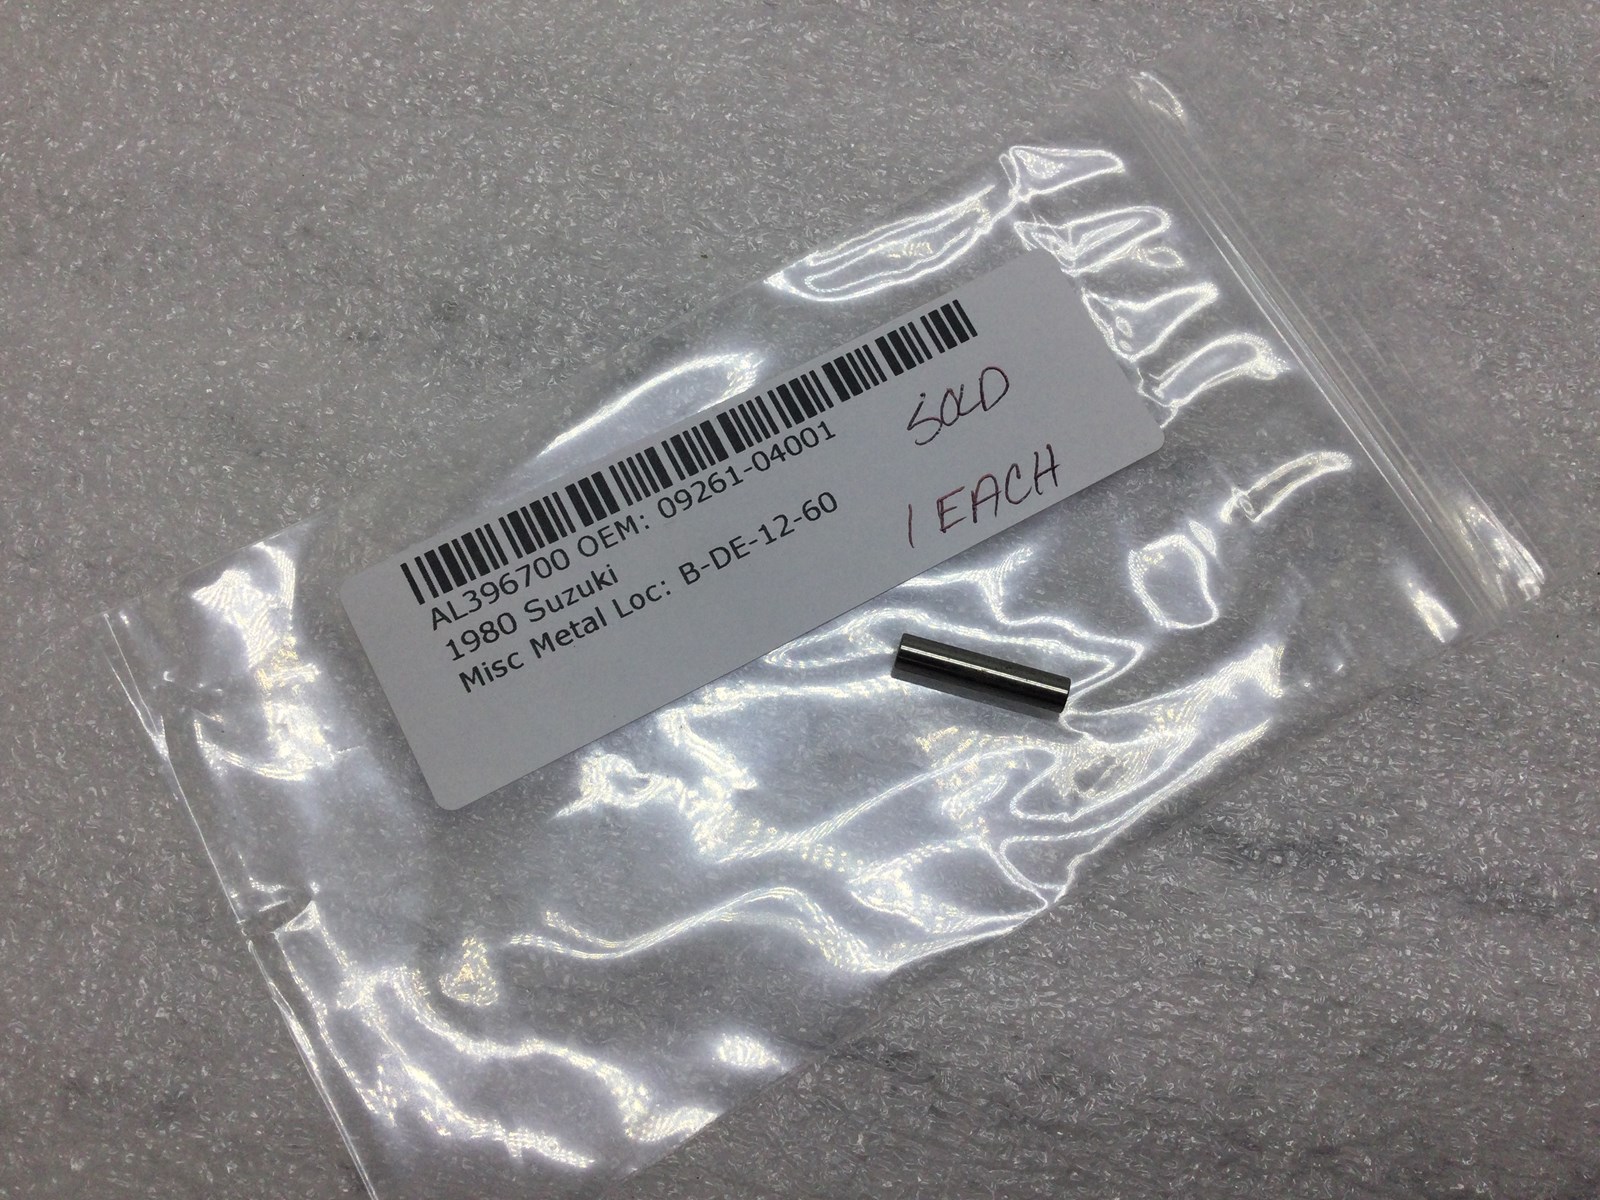 AL396700 OEM: 09261-04001
1980 Suzuki
Misc Metal Loc: B-DE-12-60
SOLD
1 EACH